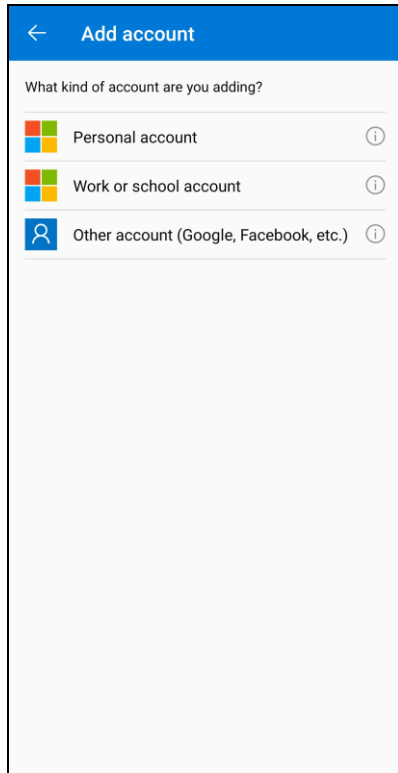 Add account
What kind of account are you adding?
Personal account
Work or school account
Other account (Google, Facebook, etc.)